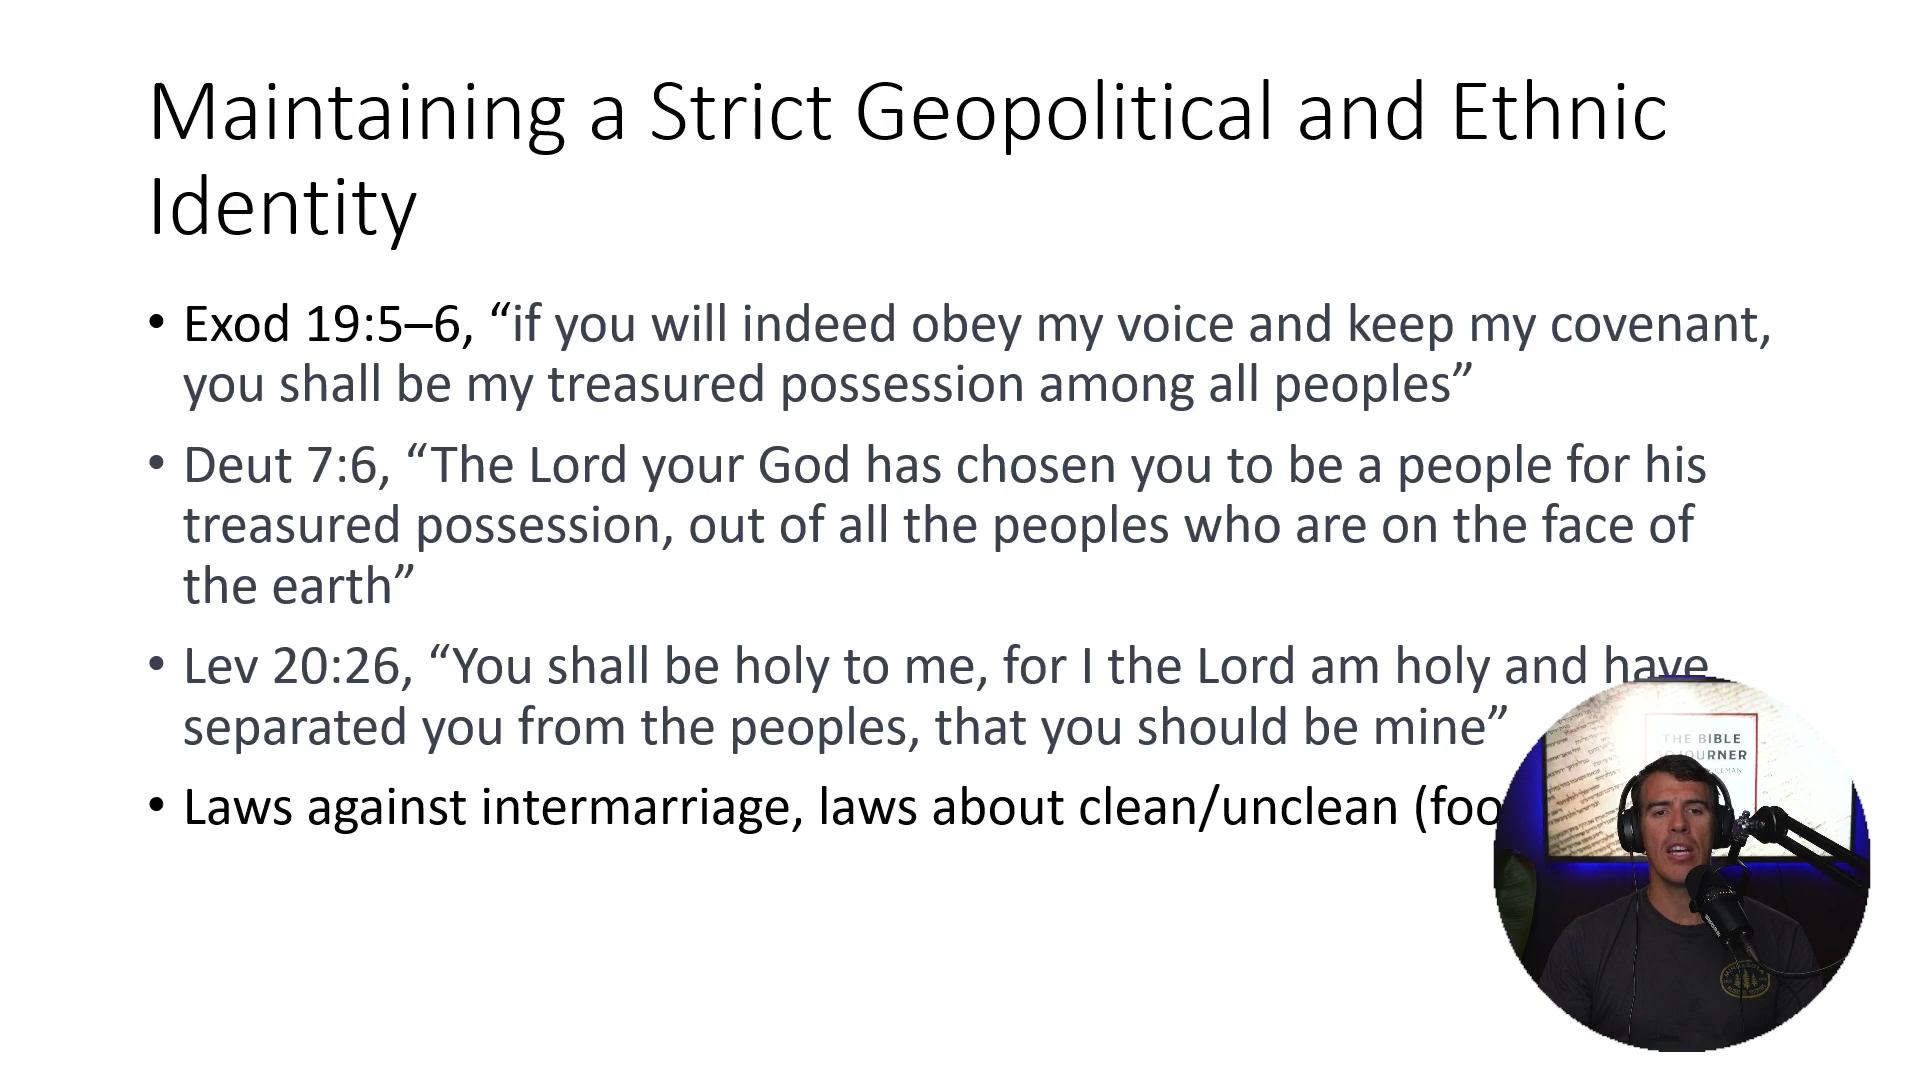 Maintaining a Strict Geopolitical and Ethnic
Identity
• Exod 19:5–6, “if you will indeed obey my voice and keep my covenant,
you shall be my treasured possession among all peoples”
• Deut 7:6, “The Lord your God has chosen you to be a people for his
treasured possession, out of all the peoples who are on the face of
the earth”
• Lev 20:26, “You shall be holy to me, for I the Lord am holy and have
separated you from the peoples, that you should be mine”
• Laws against intermarriage, laws about clean/unclean (foo
THE BIBLE